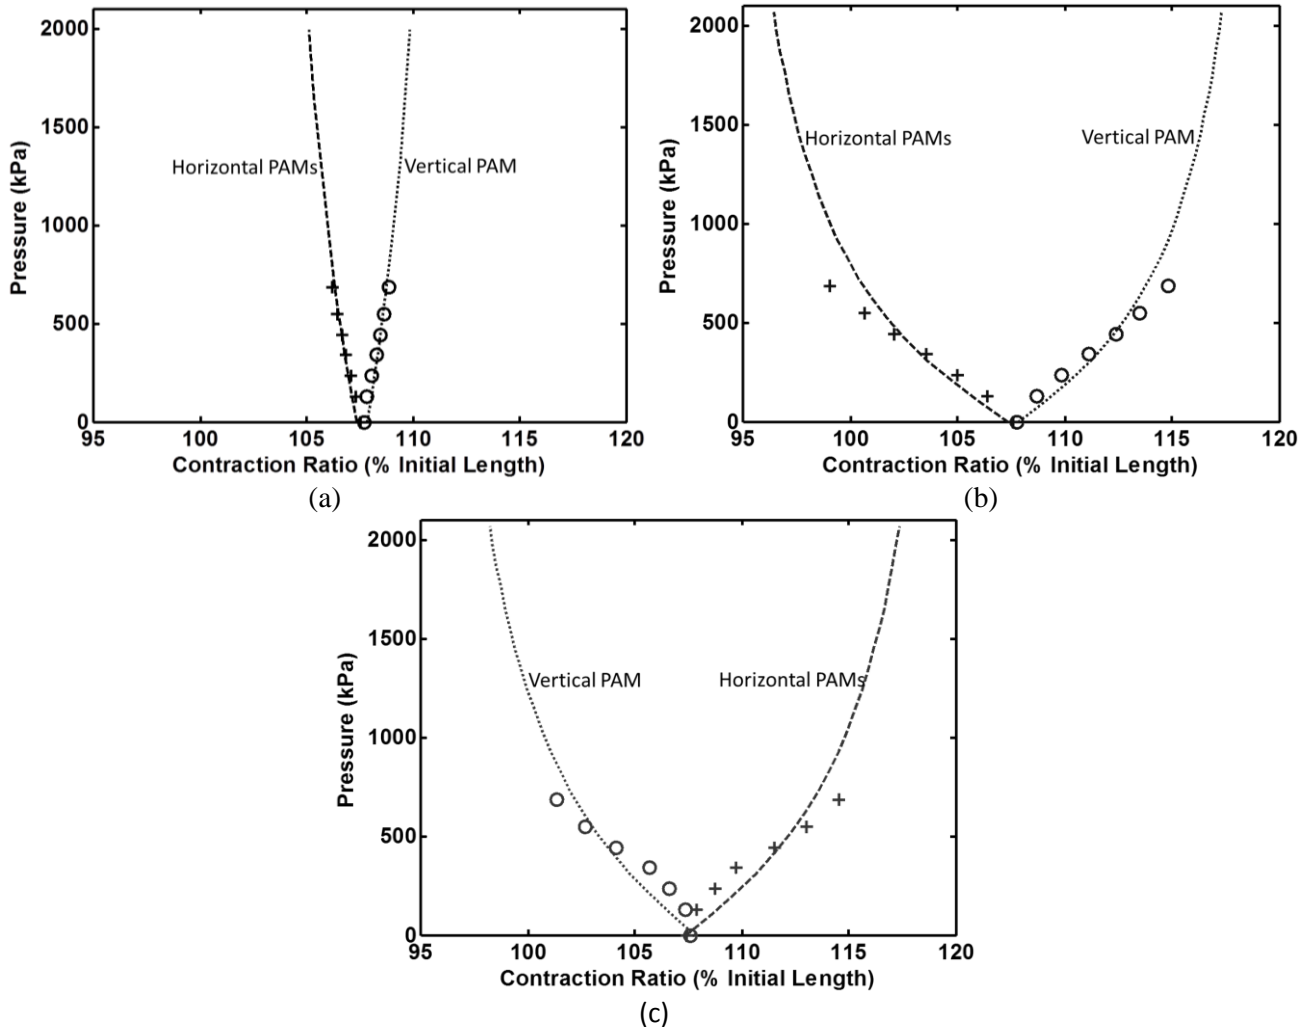 2000
1500
1000
500
0
Pressure (kPa)
Horizontal PAMs
Vertical PAM
95 100 105 110 115 120
Contraction Ratio (% Initial Length)
(a)
2000
1500
1000
500
0
Pressure (kPa)
Horizontal PAMs
Vertical PAM
95 100 105 110 115 120
Contraction Ratio (% Initial Length)
(b)
2000
1500
1000
500
0
Pressure (kPa)
Vertical PAM
Horizontal PAMs
95 100 105 110 115 120
Contraction Ratio (% Initial Length)
(c)